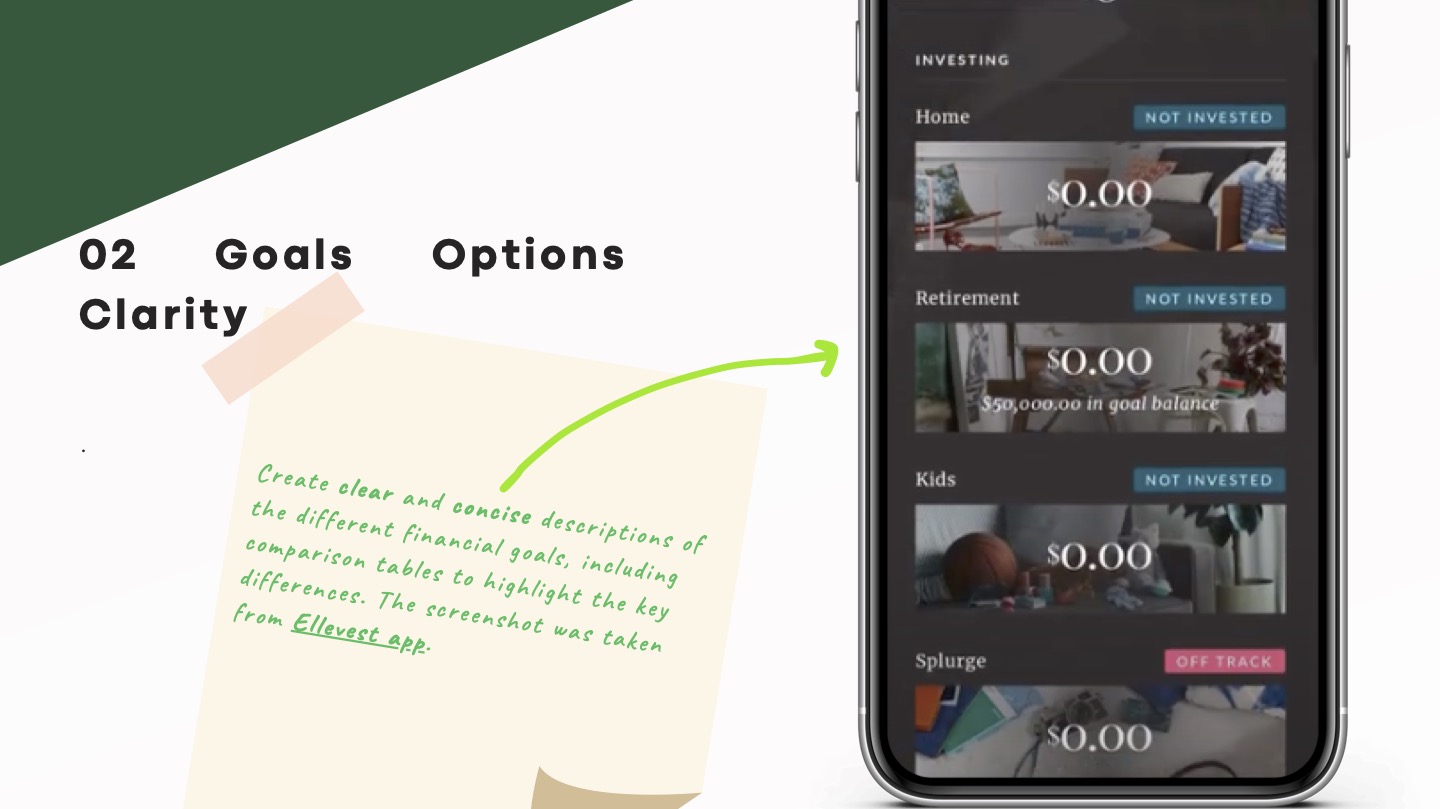 02 Goals Options
Clarity
.
Create clear and concise descriptions of
the different financial goals, including
comparison tables to highlight the key
differences. The screenshot was taken
from Ellevest app.
INVESTING
Home NOT INVESTED
$0.00
Retirement NOT INVESTED
$0.00
$50,000.00 in goal balance
Kids NOT INVESTED
$0.00
Splurge OFF TRACK
$0.00